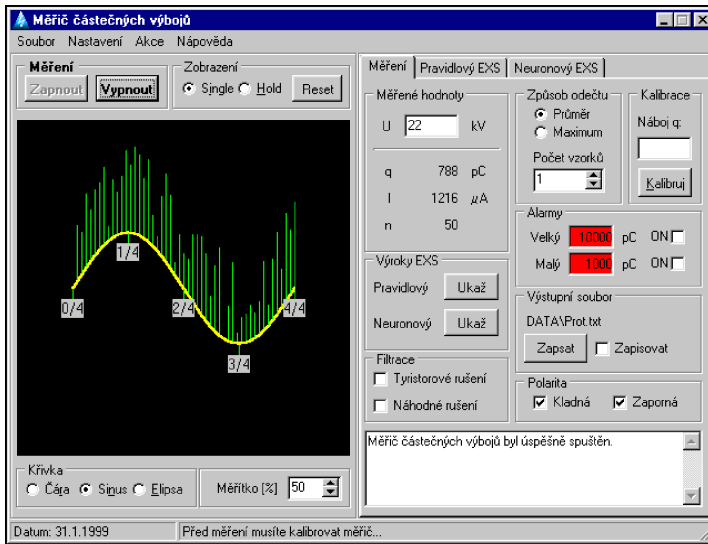 Měřič částečných výbojů
Soubor Nastavení Akce Nápověda
Měření
Zapnout Vypnout
Zobrazení
Single Hold Reset
0/4
1/4
2/4
3/4
4/4
Křivka
Čára Sinus Elipsa
Měřítko [%] 50
Měření Pravidlový EXS Neuronový EXS
Měřené hodnoty
U 22 kV
q 788 pC
I 1216 µA
n 50
Způsob odečtu
Průměr
Maximum
Počet vzorků
1
Kalibrace
Náboj q:
Kalibruj
Alarmy
Velký 10000 pC ON
Malý 1000 pC ON
Výroky EXS
Pravidlový Ukaž
Neuronový Ukaž
Výstupní soubor
DATA\Prot.txt
Zapsat Zapisovat
Filtrace
Tyristorové rušení
Náhodné rušení
Polarita
Kladná Zaporná
Měřič částečných výbojů byl úspěšně spuštěn.
Datum: 31.1.1999 Před měření musíte kalibrovat měřič...